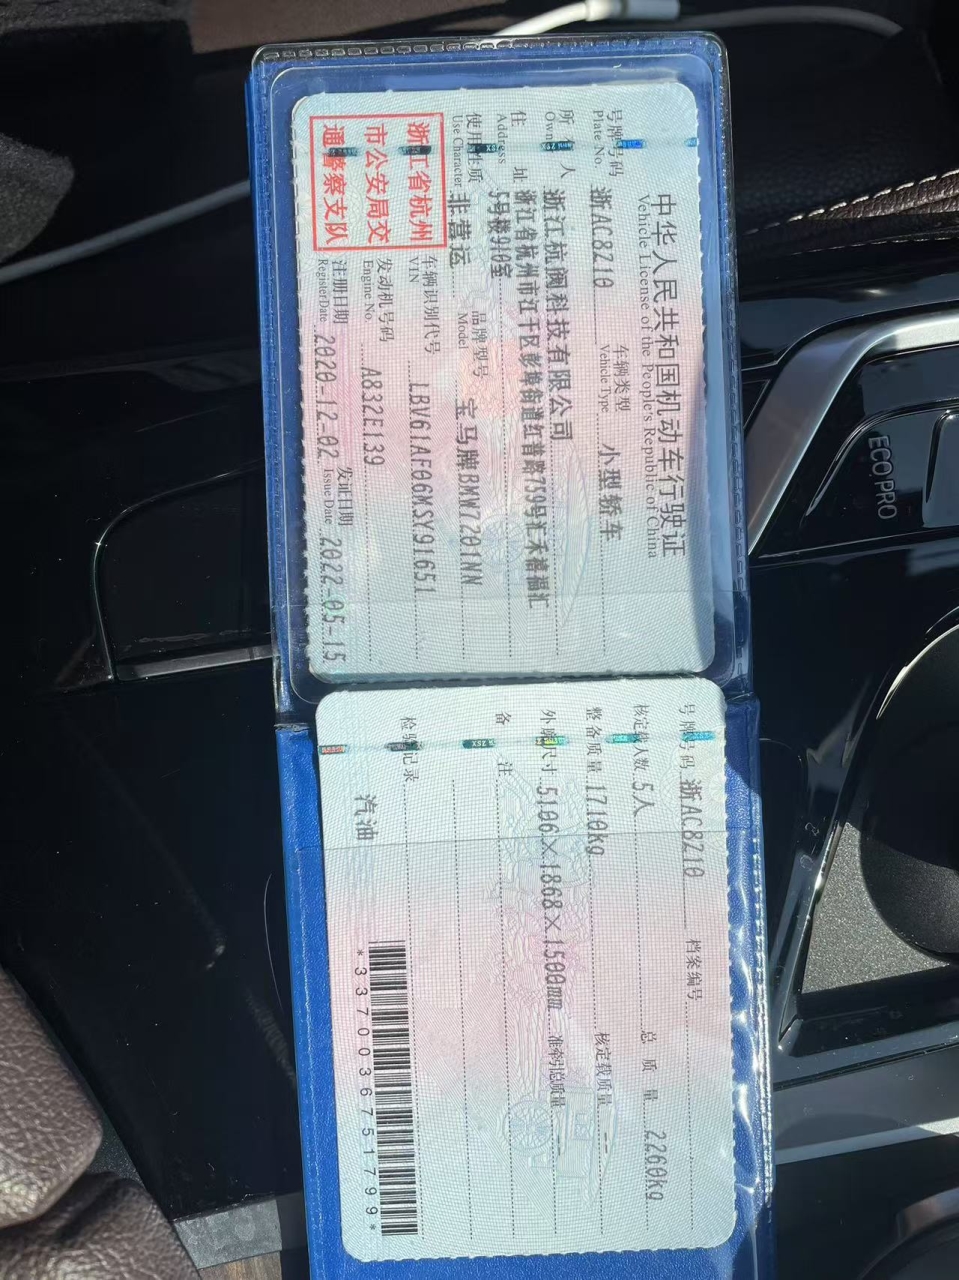 中华人民共和国机动车行驶证
Vehicle License of the People's Republic of China
号牌号码 浙AC8Z10 车辆类型 小型轿车
Plate No. Vehicle Type
所有人 浙江杭阀科技有限公司
Owner
住址 浙江省杭州市江干区彭埠街道红普路759号汇禾禧福汇
Address 5号楼910室
使用性质 非营运 品牌型号 宝马牌BMW7201NN
Use Character Model
浙江省杭州
市公安局交
通警察支队
车辆识别代号 LBV61AF06MSY91651
VIN
发动机号码 A832E139
Engine No.
注册日期 2020-12-02 发证日期 2022-05-15
Register Date Issue Date
号牌号码 浙AC8Z10 档案编号
核定载人数 5人 总质量 2260kg
整备质量 1710kg 核定载质量 --
外廓尺寸 5106×1868×1500mm 准牵引总质量 --
备注
检验记录
汽油
*3370036751799*
ECO PRO